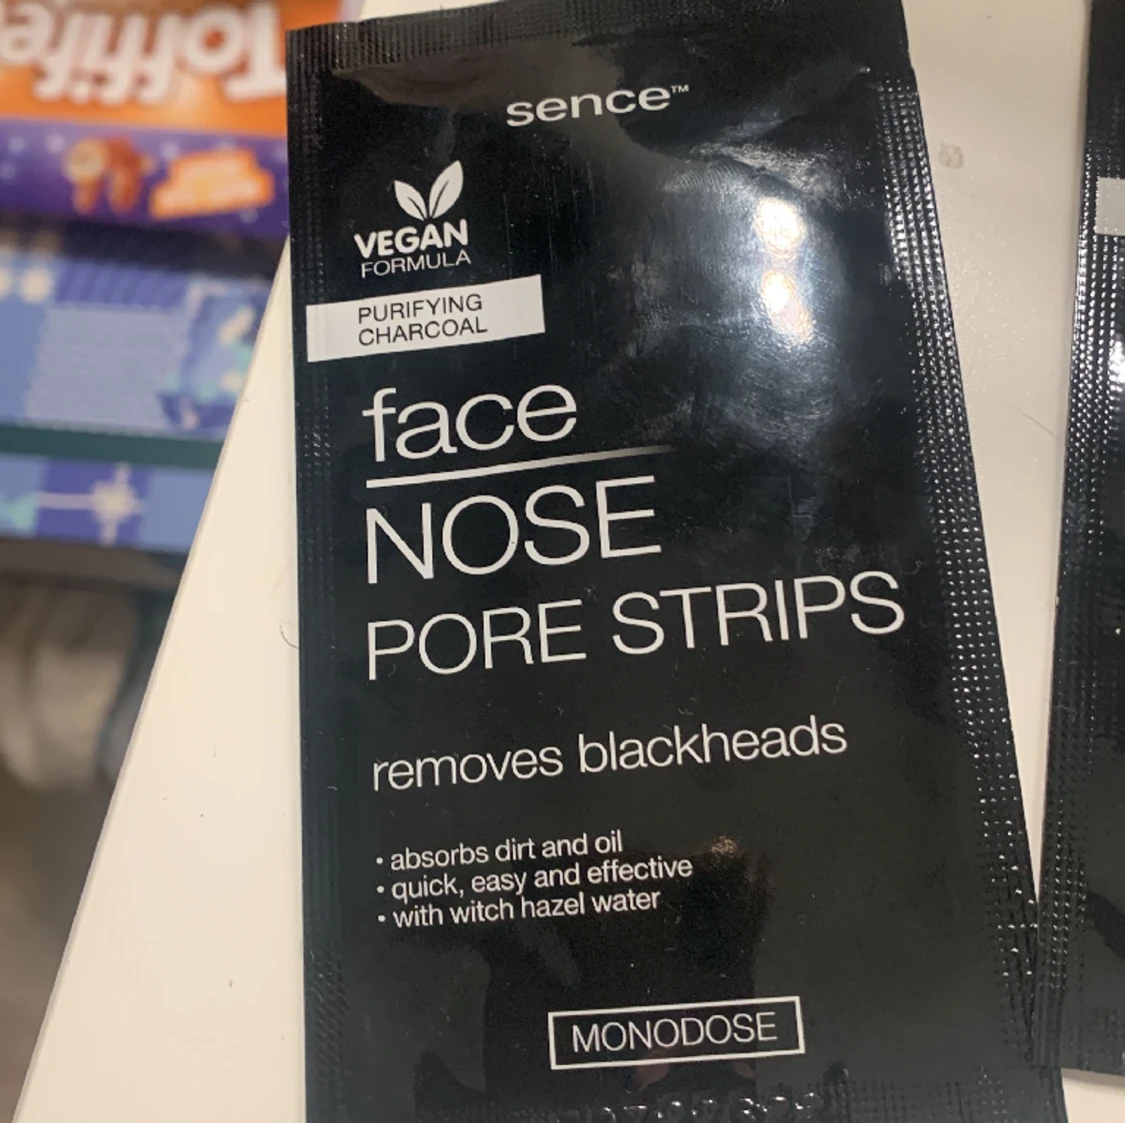 Toffifee
sence™
VEGAN
FORMULA
PURIFYING
CHARCOAL
face
NOSE
PORE STRIPS
removes blackheads
• absorbs dirt and oil
• quick, easy and effective
• with witch hazel water
MONODOSE